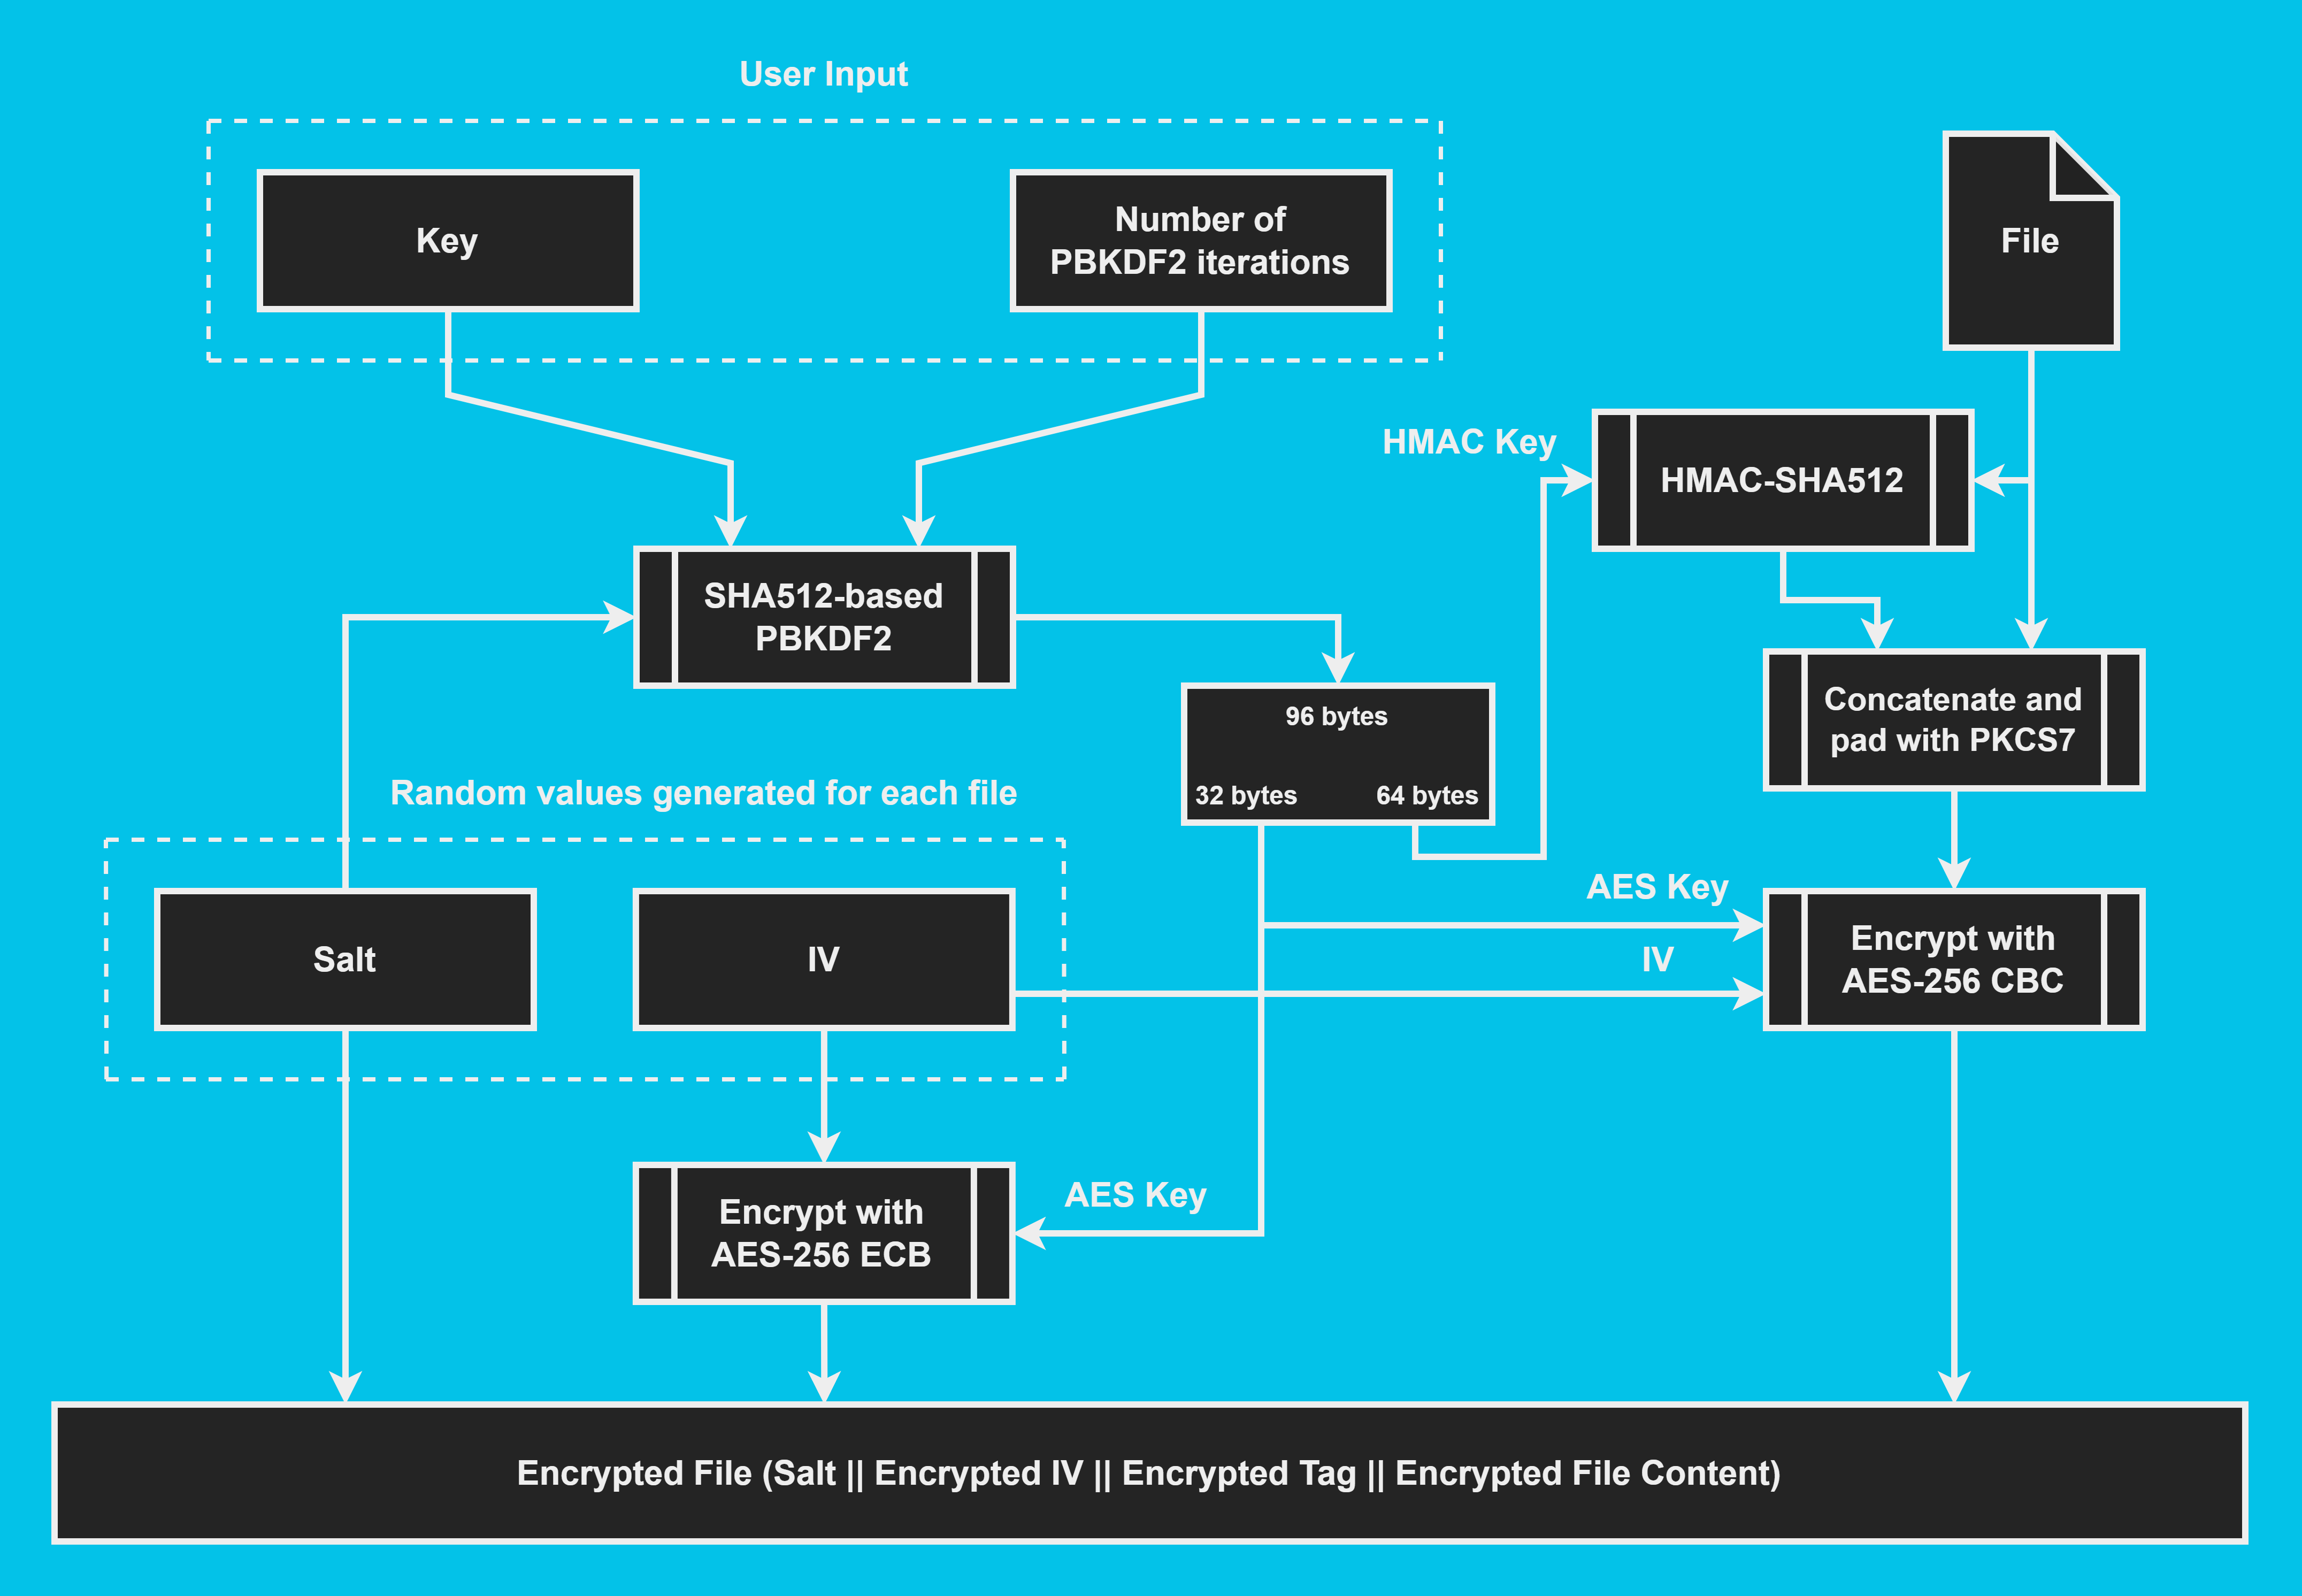 User Input
Key
Number of
PBKDF2 iterations
File
HMAC Key
HMAC-SHA512
SHA512-based
PBKDF2
96 bytes
32 bytes
64 bytes
Concatenate and
pad with PKCS7
Random values generated for each file
Salt
IV
AES Key
IV
Encrypt with
AES-256 CBC
Encrypt with
AES-256 ECB
AES Key
Encrypted File (Salt || Encrypted IV || Encrypted Tag || Encrypted File Content)